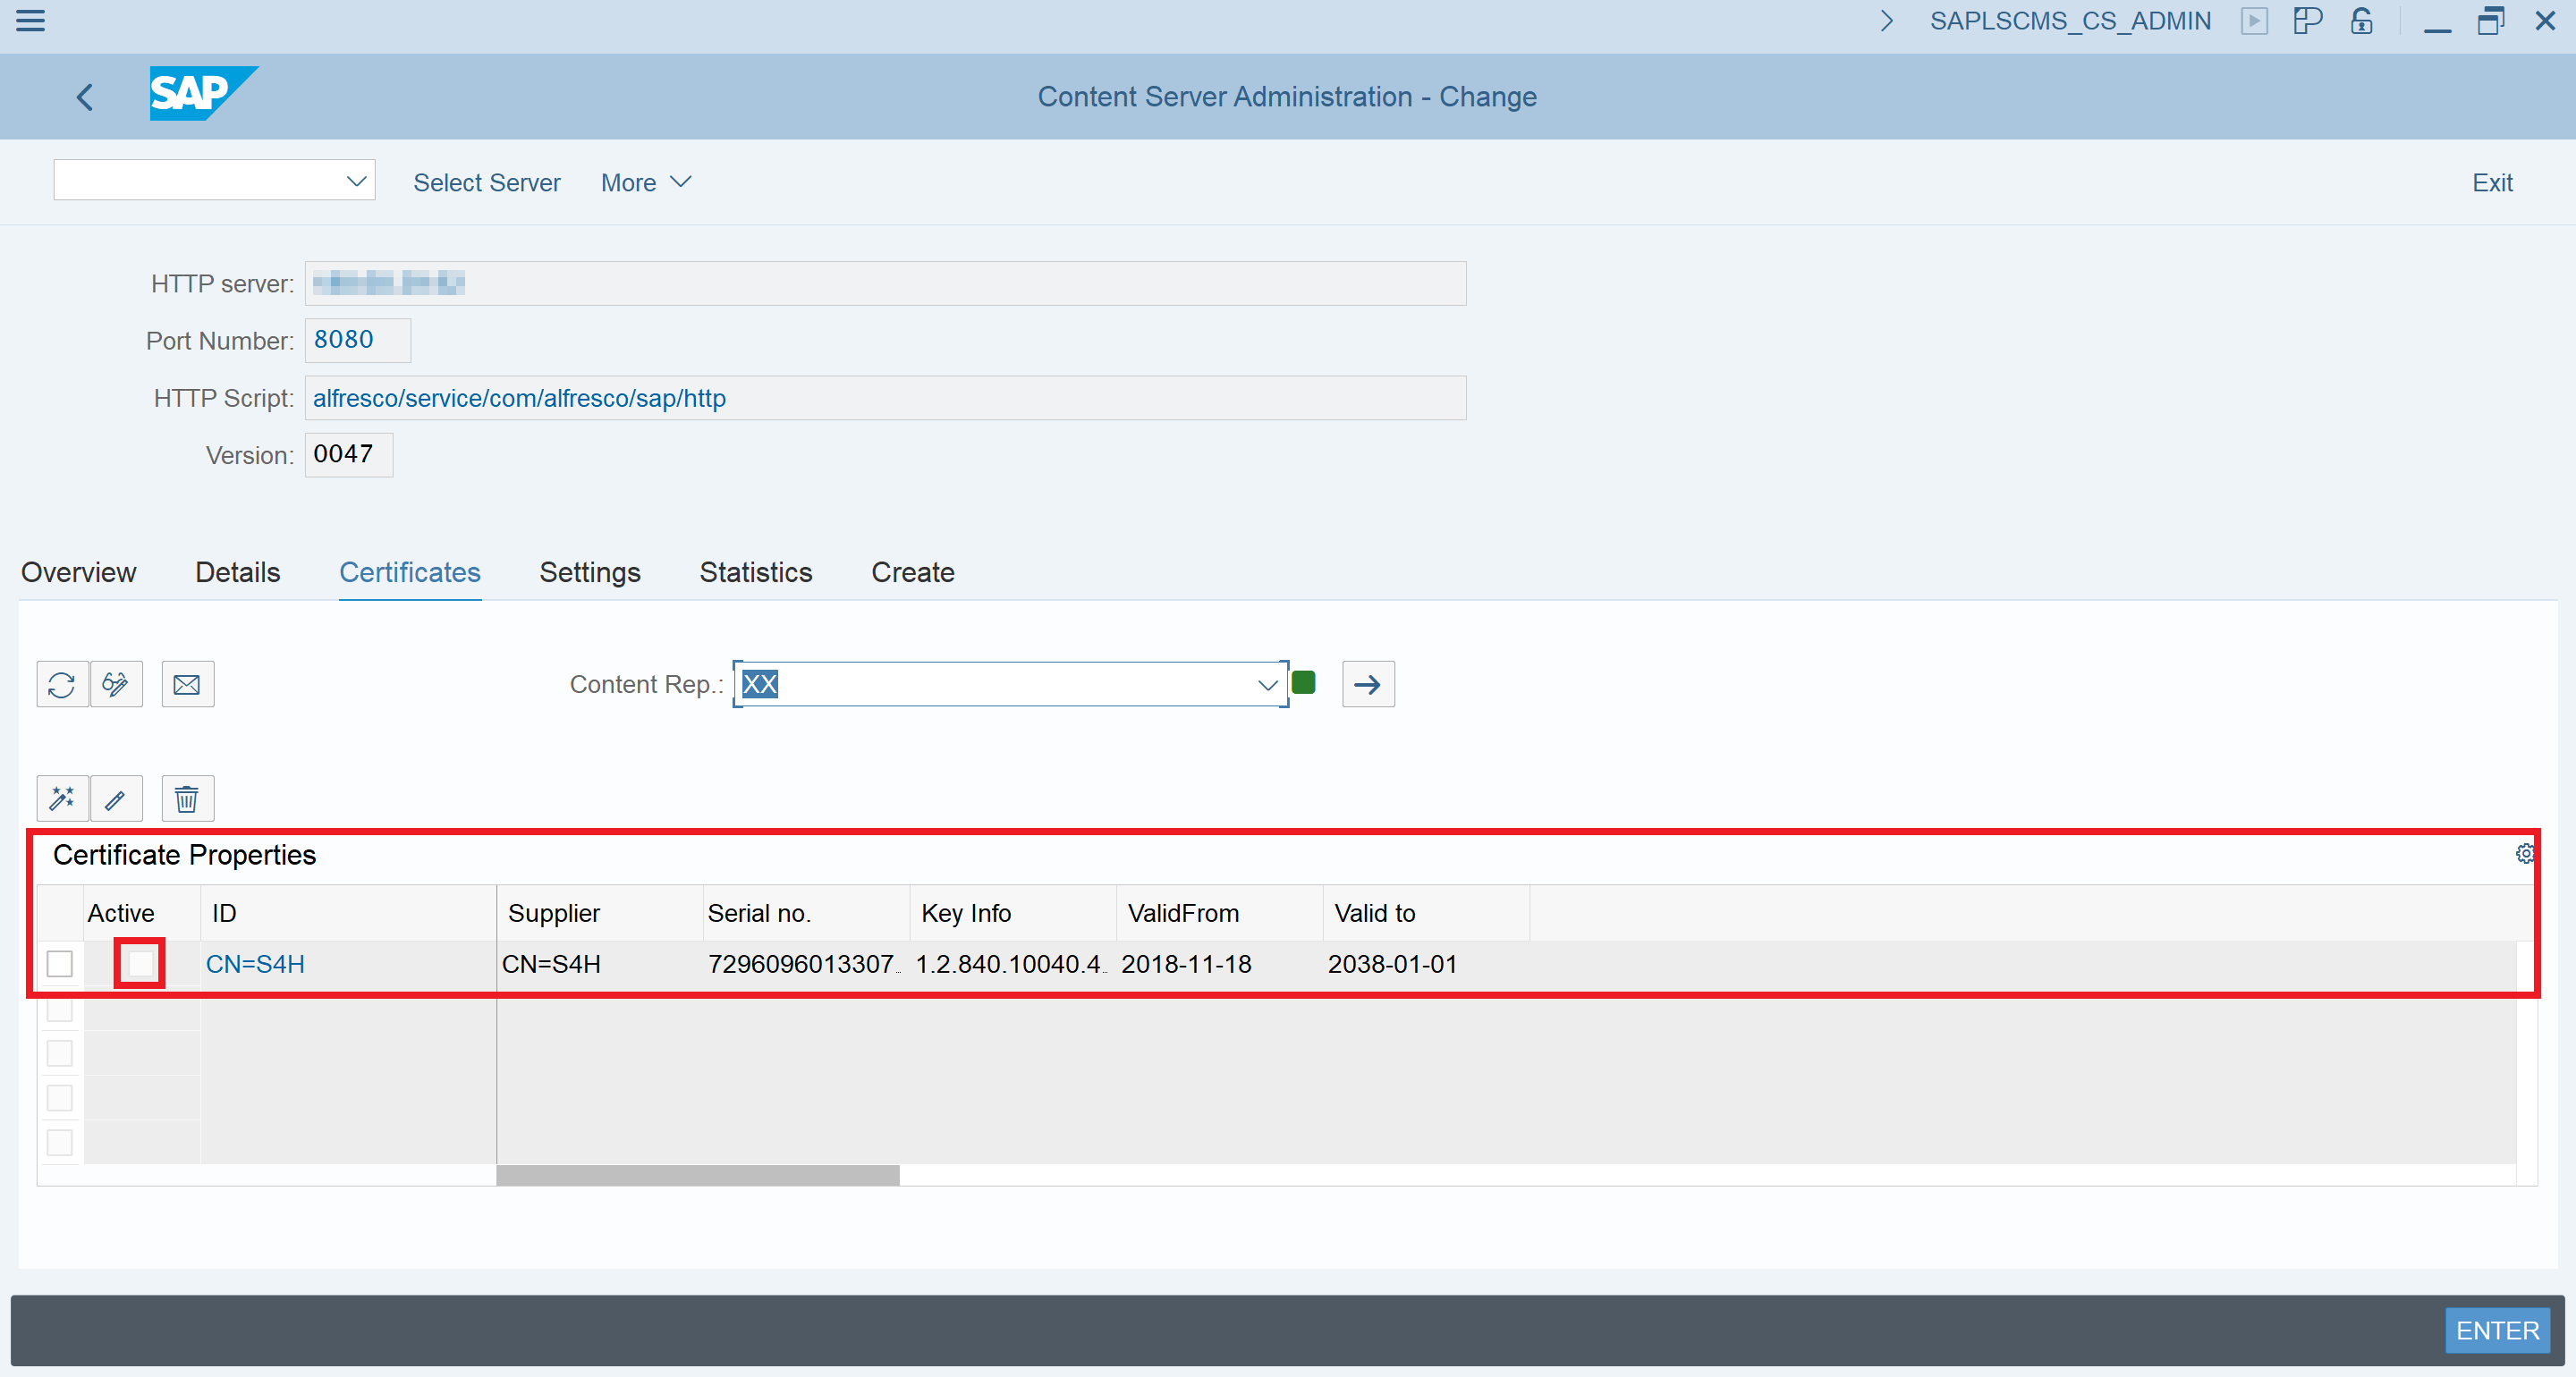 SAPLSCMS_CS_ADMIN
SAP
Content Server Administration - Change
Select Server More Exit
HTTP server:
Port Number: 8080
HTTP Script: alfresco/service/com/alfresco/sap/http
Version: 0047
Overview Details Certificates Settings Statistics Create
Content Rep.: XX
Certificate Properties
Active ID Supplier Serial no. Key Info ValidFrom Valid to
CN=S4H CN=S4H 7296096013307.. 1.2.840.10040.4.. 2018-11-18 2038-01-01
ENTER